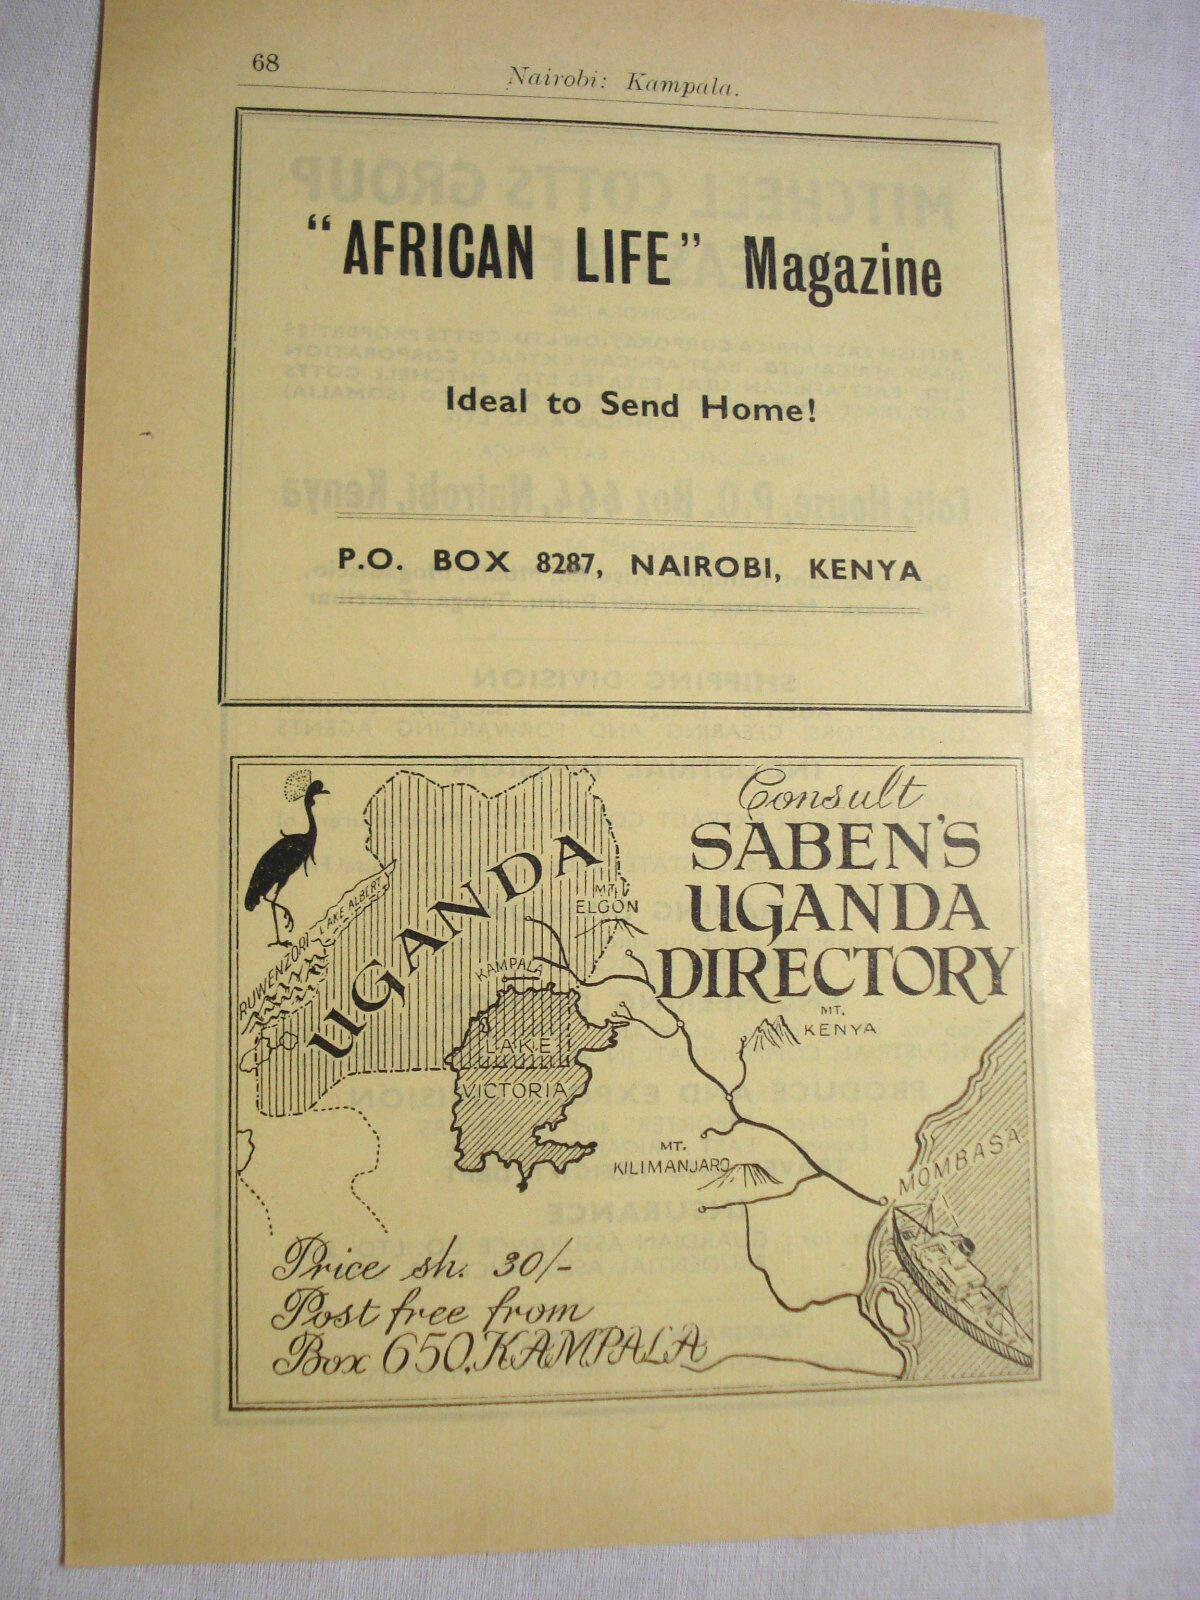 68
Nairobi: Kampala.
"AFRICAN LIFE" Magazine
Ideal to Send Home!
P.O. BOX 8287, NAIROBI, KENYA
Consult
SABEN'S
UGANDA
DIRECTORY
UGANDA
MT.
ELGON
LAKE ALBERT
RUWENZORI
KAMPALA
LAKE
VICTORIA
MT.
KENYA
MT.
KILIMANJARO
MOMBASA
Price sh. 30/-
Post free from
Box 650, KAMPALA